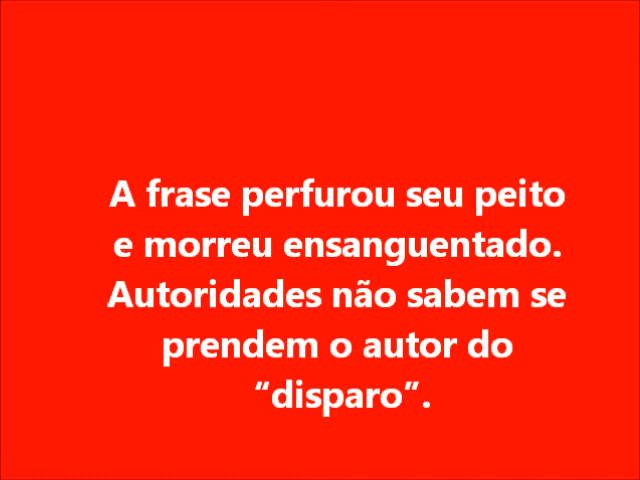 A frase perfurou seu peito
e morreu ensanguentado.
Autoridades não sabem se
prendem o autor do
“disparo”.